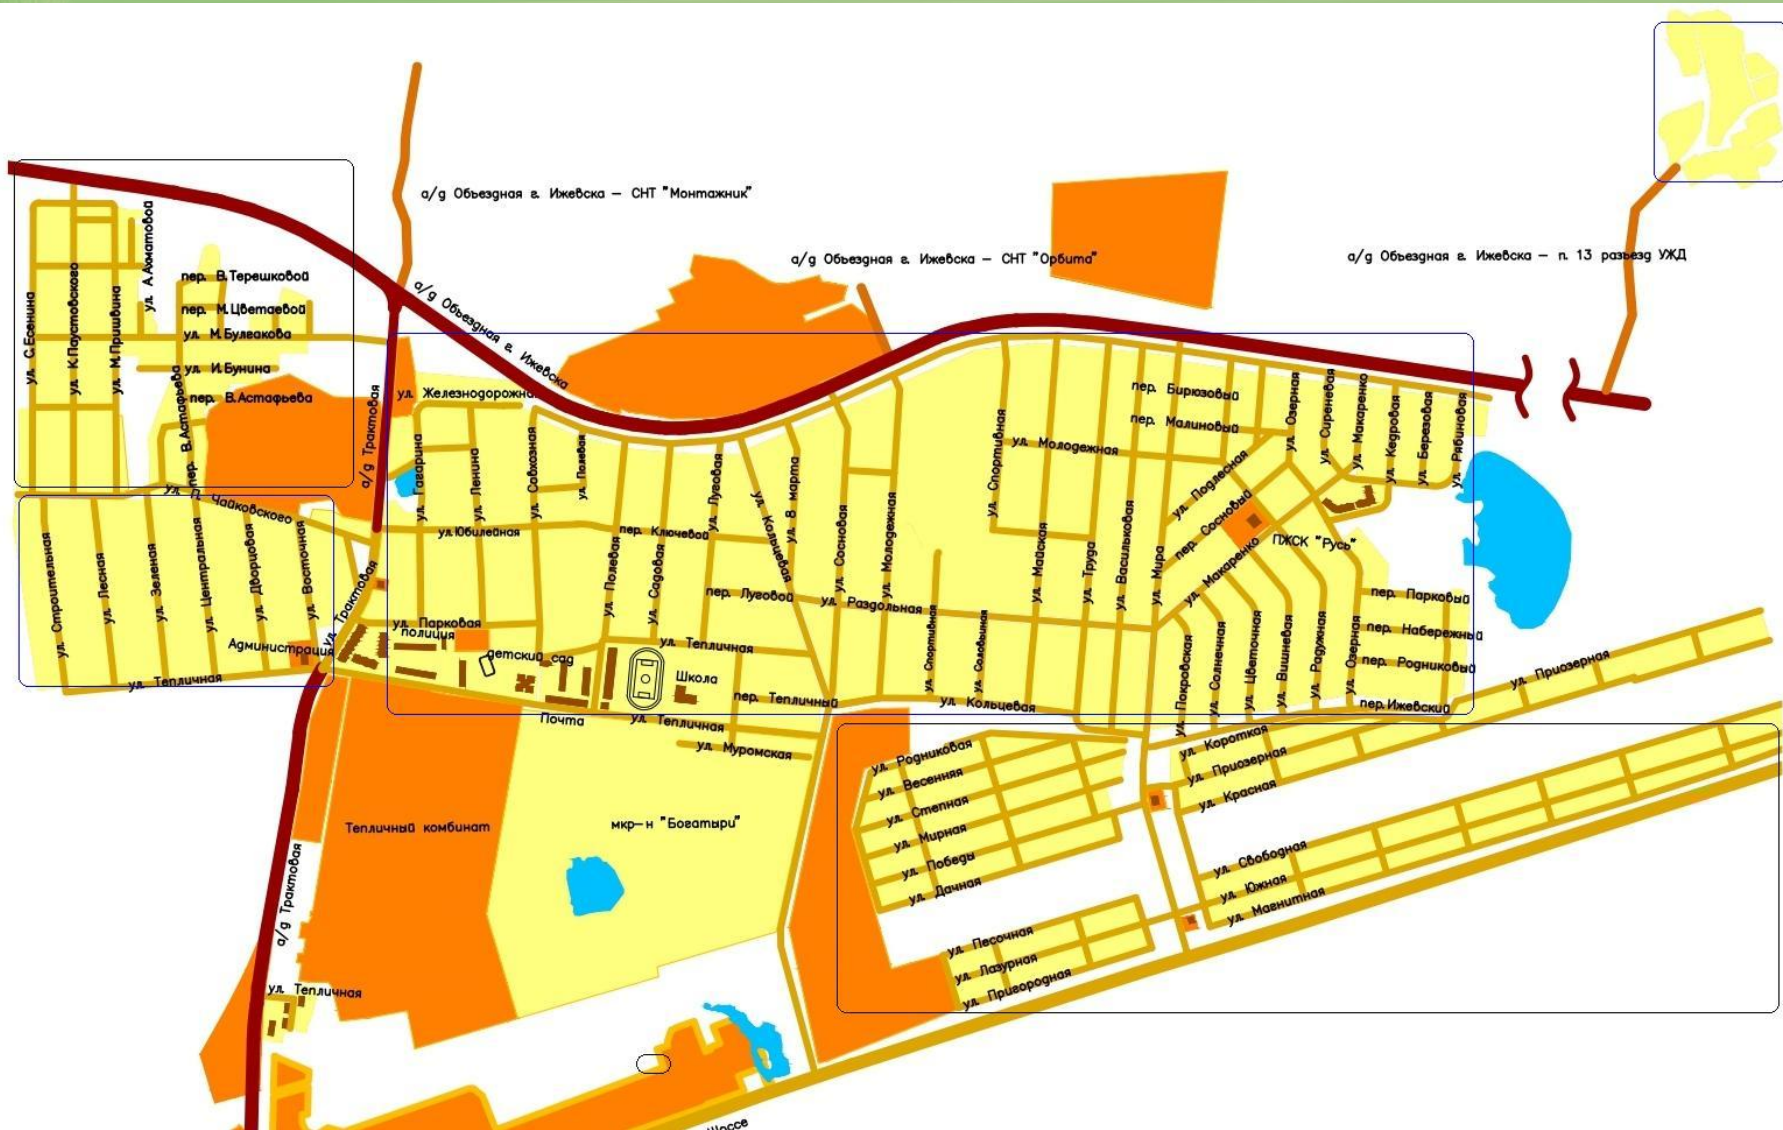 а/д Объездная г. Ижевска – СНТ "Монтажник"
а/д Объездная г. Ижевска – СНТ "Орбита"
а/д Объездная г. Ижевска – п. 13 разъезд УЖД
а/д Объездная г. Ижевска
ул. С.Есенина
ул. К.Паустовского
ул. М.Пришвина
ул. А.Ахматовой
пер. В.Терешковой
пер. М.Цветаевой
ул. М.Булгакова
ул. И.Бунина
пер. В.Астафьева
пер. В.Астафьева
а/д Трактовая
ул. П. Чайковского
ул. Строительная
ул. Лесная
ул. Зеленая
ул. Центральная
ул. Дворцовая
ул. Восточная
ул. Трактовая
Администрация
ул. Тепличная
ул. Железнодорожна
ул. Гагарина
ул. Ленина
ул. Совхозная
ул. Полевая
ул.Юбилейная
ул. Парковая
полиция
детский сад
Почта
Школа
пер. Ключевой
ул. Полевая
ул. Садовая
ул. Луговая
ул. Кольцевая
ул. 8 марта
пер. Луговой
ул. Тепличная
пер. Тепличный
ул. Тепличная
ул. Муромская
ул. Сосновая
ул. Молодежная
ул. Раздольная
ул. Спортивная
ул. Соловьиная
ул. Кольцевая
ул. Спортивная
ул. Молодежная
ул. Майская
ул. Труда
ул. Васильковая
ул. Мира
пер. Бирюзовый
пер. Малиновый
ул. Подлесная
пер. Сосновый
ул. Макаренко
ПЖСК "Русь"
ул. Озерная
ул. Сиреневая
ул. Макаренко
ул. Кедровая
ул. Березовая
ул. Рябиновая
ул. Покровская
ул. Солнечная
ул. Цветочная
ул. Вишневая
ул. Радужная
ул. Озерная
пер. Парковый
пер. Набережный
пер. Родниковый
пер.Ижевский
ул. Приозерная
ул. Короткая
ул. Приозерная
ул. Красная
ул. Родниковая
ул. Весенняя
ул. Степная
ул. Мирная
ул. Победы
ул. Дачная
ул. Свободная
ул. Южная
ул. Магнитная
ул. Песочная
ул. Лазурная
ул. Пригородная
Тепличный комбинат
мкр–н "Богатыри"
а/д Трактовая
ул. Тепличная